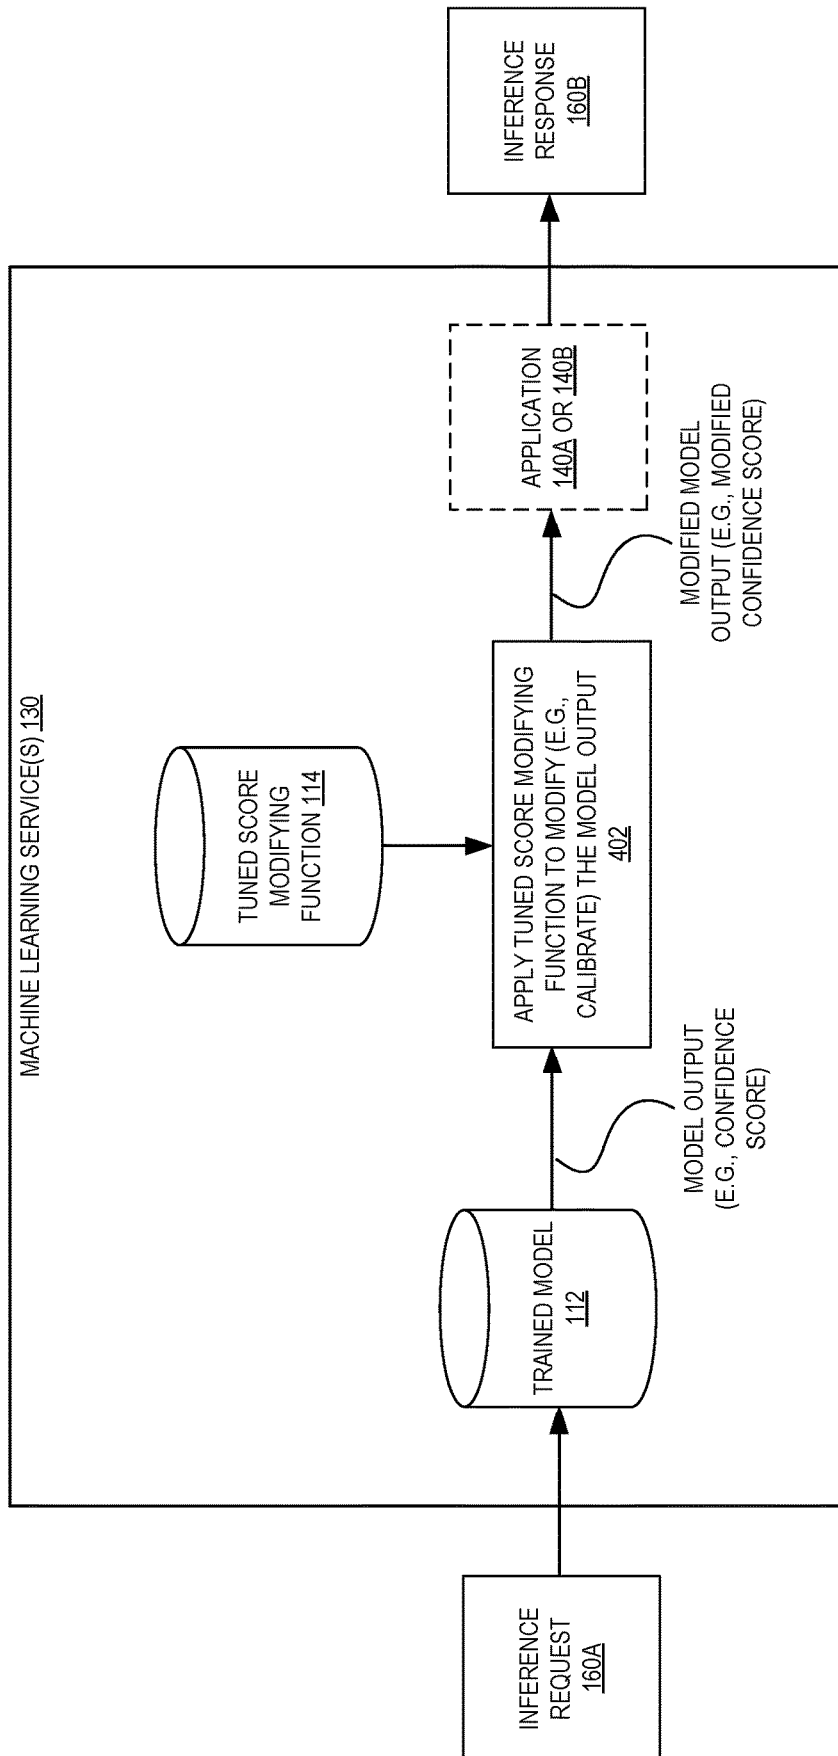 MACHINE LEARNING SERVICE(S) 130
INFERENCE
REQUEST
160A
TRAINED MODEL
112
MODEL OUTPUT
(E.G., CONFIDENCE
SCORE)
TUNED SCORE
MODIFYING
FUNCTION 114
APPLY TUNED SCORE MODIFYING
FUNCTION TO MODIFY (E.G.,
CALIBRATE) THE MODEL OUTPUT
402
MODIFIED MODEL
OUTPUT (E.G., MODIFIED
CONFIDENCE SCORE)
APPLICATION
140A OR 140B
INFERENCE
RESPONSE
160B